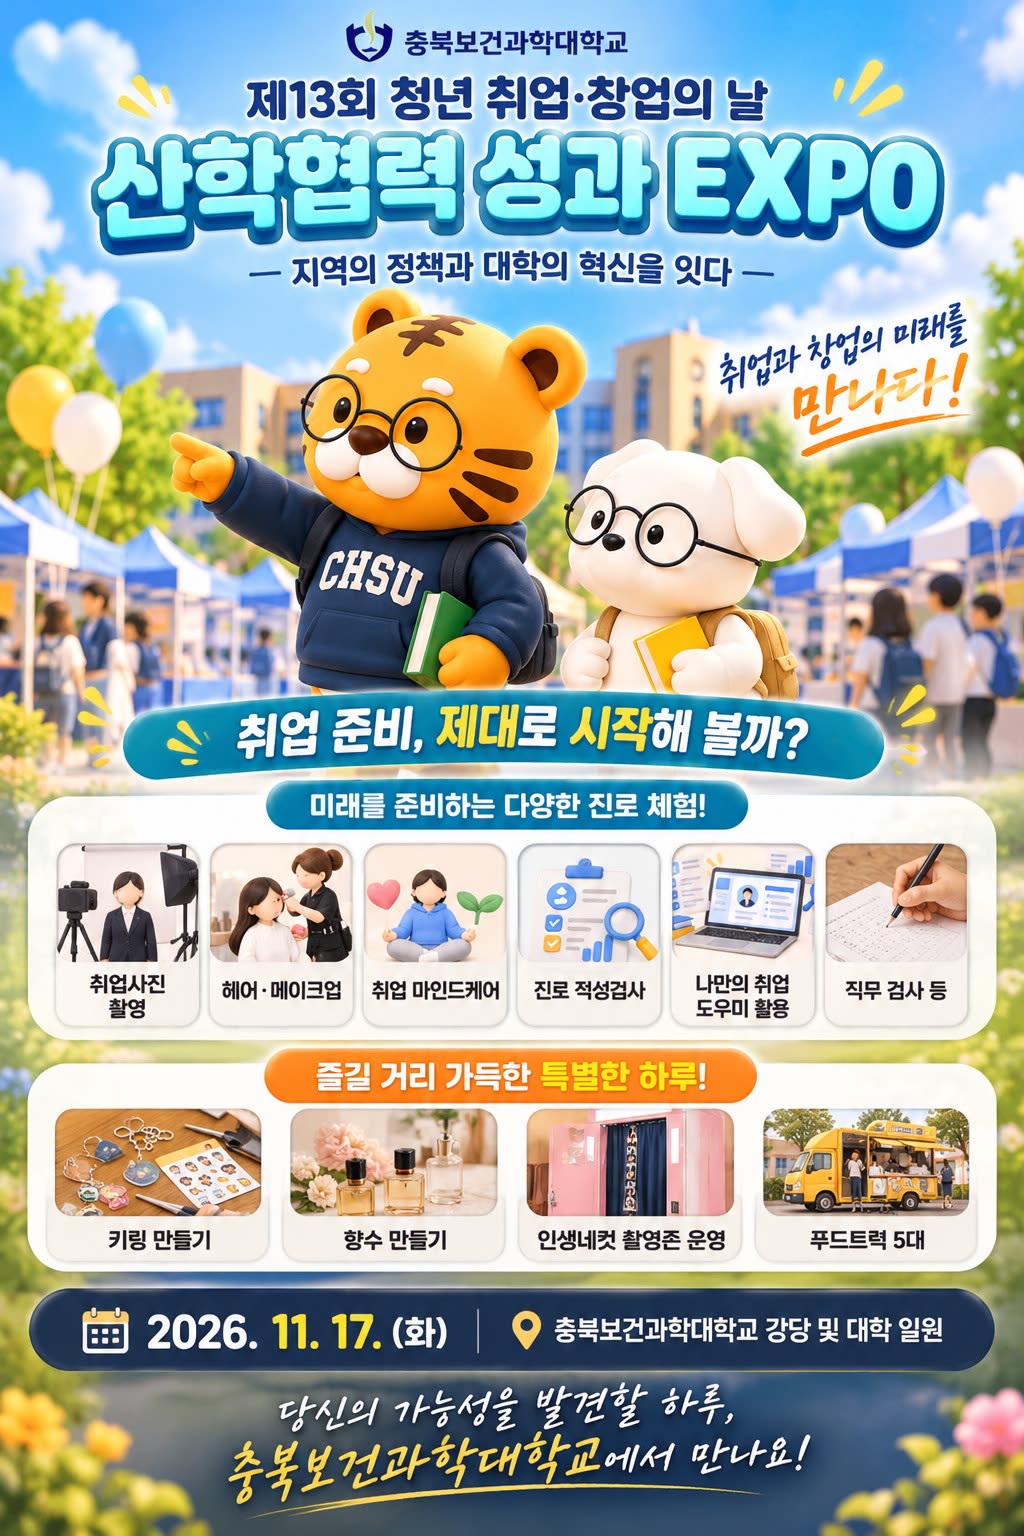 충북보건과학대학교
제13회 청년 취업·창업의 날
산학협력 성과 EXPO
— 지역의 정책과 대학의 혁신을 잇다 —
취업과 창업의 미래를
만나다!
CHSU
취업 준비, 제대로 시작해 볼까?
미래를 준비하는 다양한 진로 체험!
취업사진
촬영
헤어·메이크업
취업 마인드케어
진로 적성검사
나만의 취업
도우미 활용
직무 검사 등
즐길 거리 가득한 특별한 하루!
키링 만들기
향수 만들기
인생네컷 촬영존 운영
푸드트럭 5대
2026. 11. 17. (화)
충북보건과학대학교 강당 및 대학 일원
당신의 가능성을 발견할 하루,
충북보건과학대학교에서 만나요!